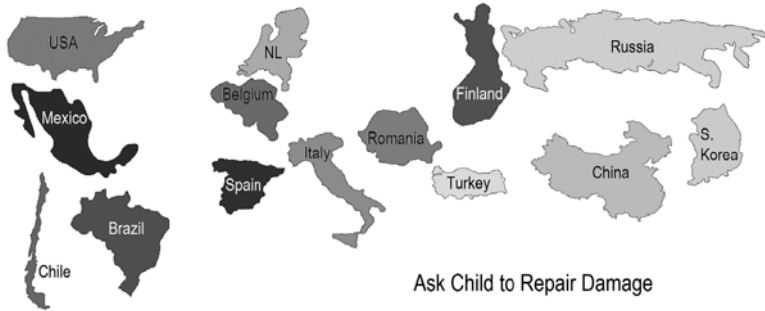 USA
NL
Russia
Belgium
Finland
Mexico
Romania
S.
Korea
Italy
China
Spain
Turkey
Brazil
Chile
Ask Child to Repair Damage